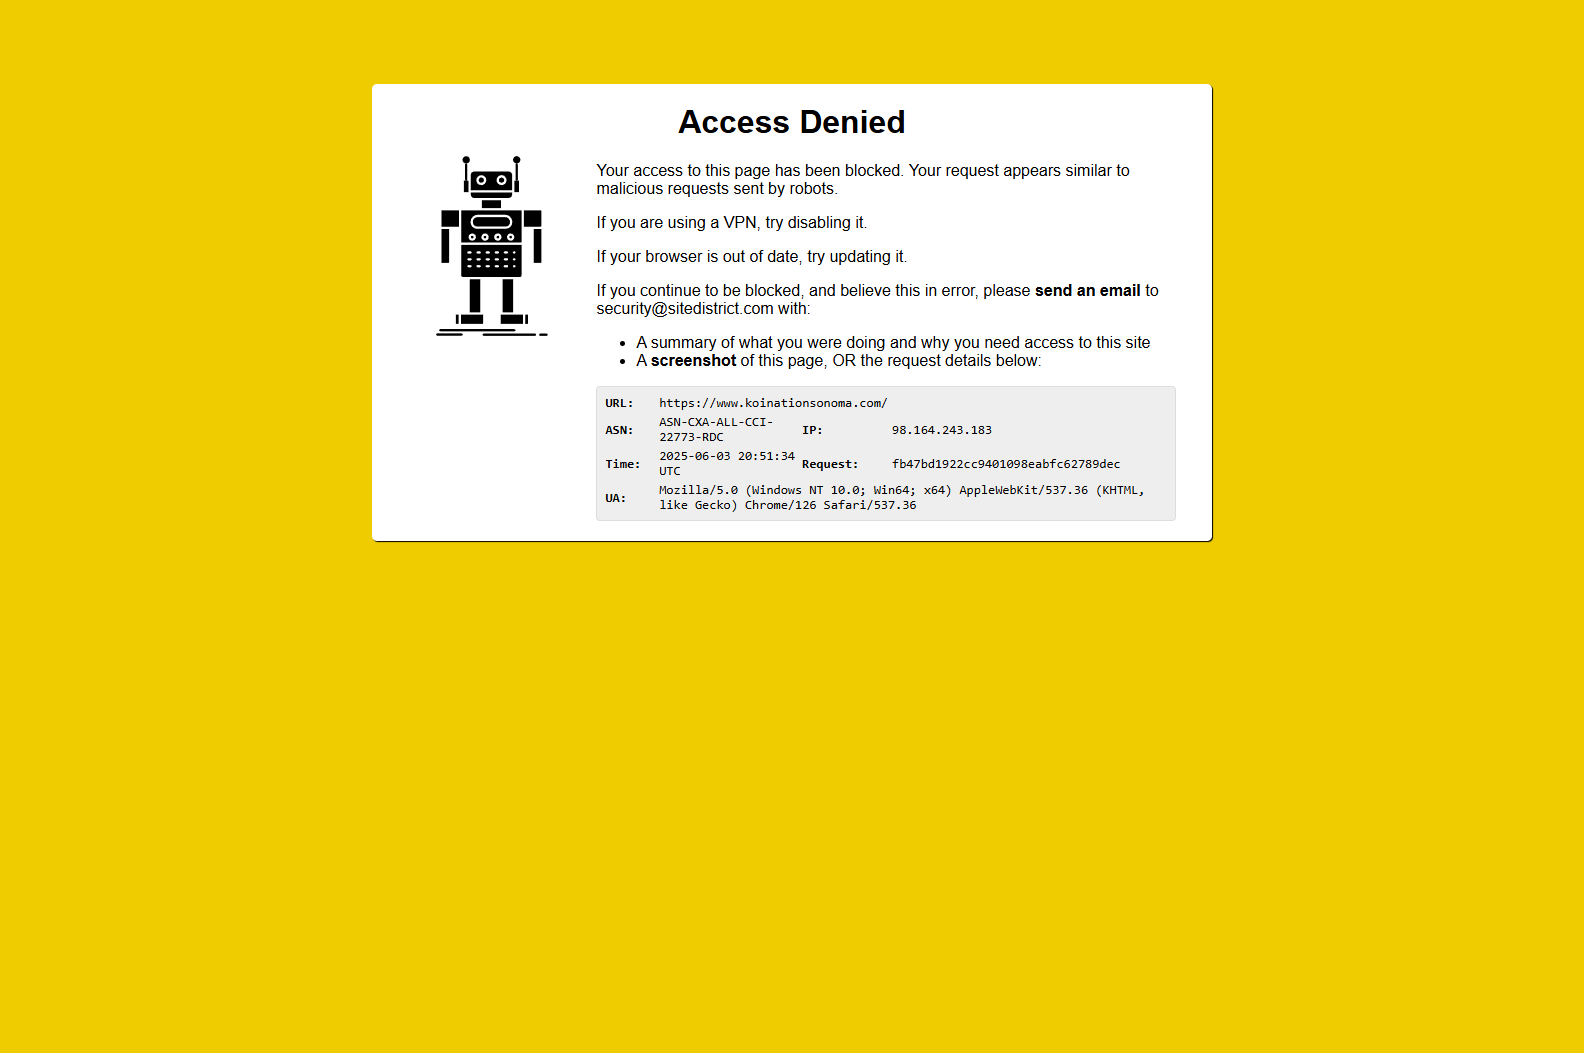 Access Denied
Your access to this page has been blocked. Your request appears similar to
malicious requests sent by robots.
If you are using a VPN, try disabling it.
If your browser is out of date, try updating it.
If you continue to be blocked, and believe this in error, please send an email to
security@sitedistrict.com with:
• A summary of what you were doing and why you need access to this site
• A screenshot of this page, OR the request details below:
URL: https://www.koinationsonoma.com/
ASN: ASN-CXA-ALL-CCI-
22773-RDC IP: 98.164.243.183
Time: 2025-06-03 20:51:34
UTC Request: fb47bd1922cc9401098eabfc62789dec
UA: Mozilla/5.0 (Windows NT 10.0; Win64; x64) AppleWebKit/537.36 (KHTML,
like Gecko) Chrome/126 Safari/537.36